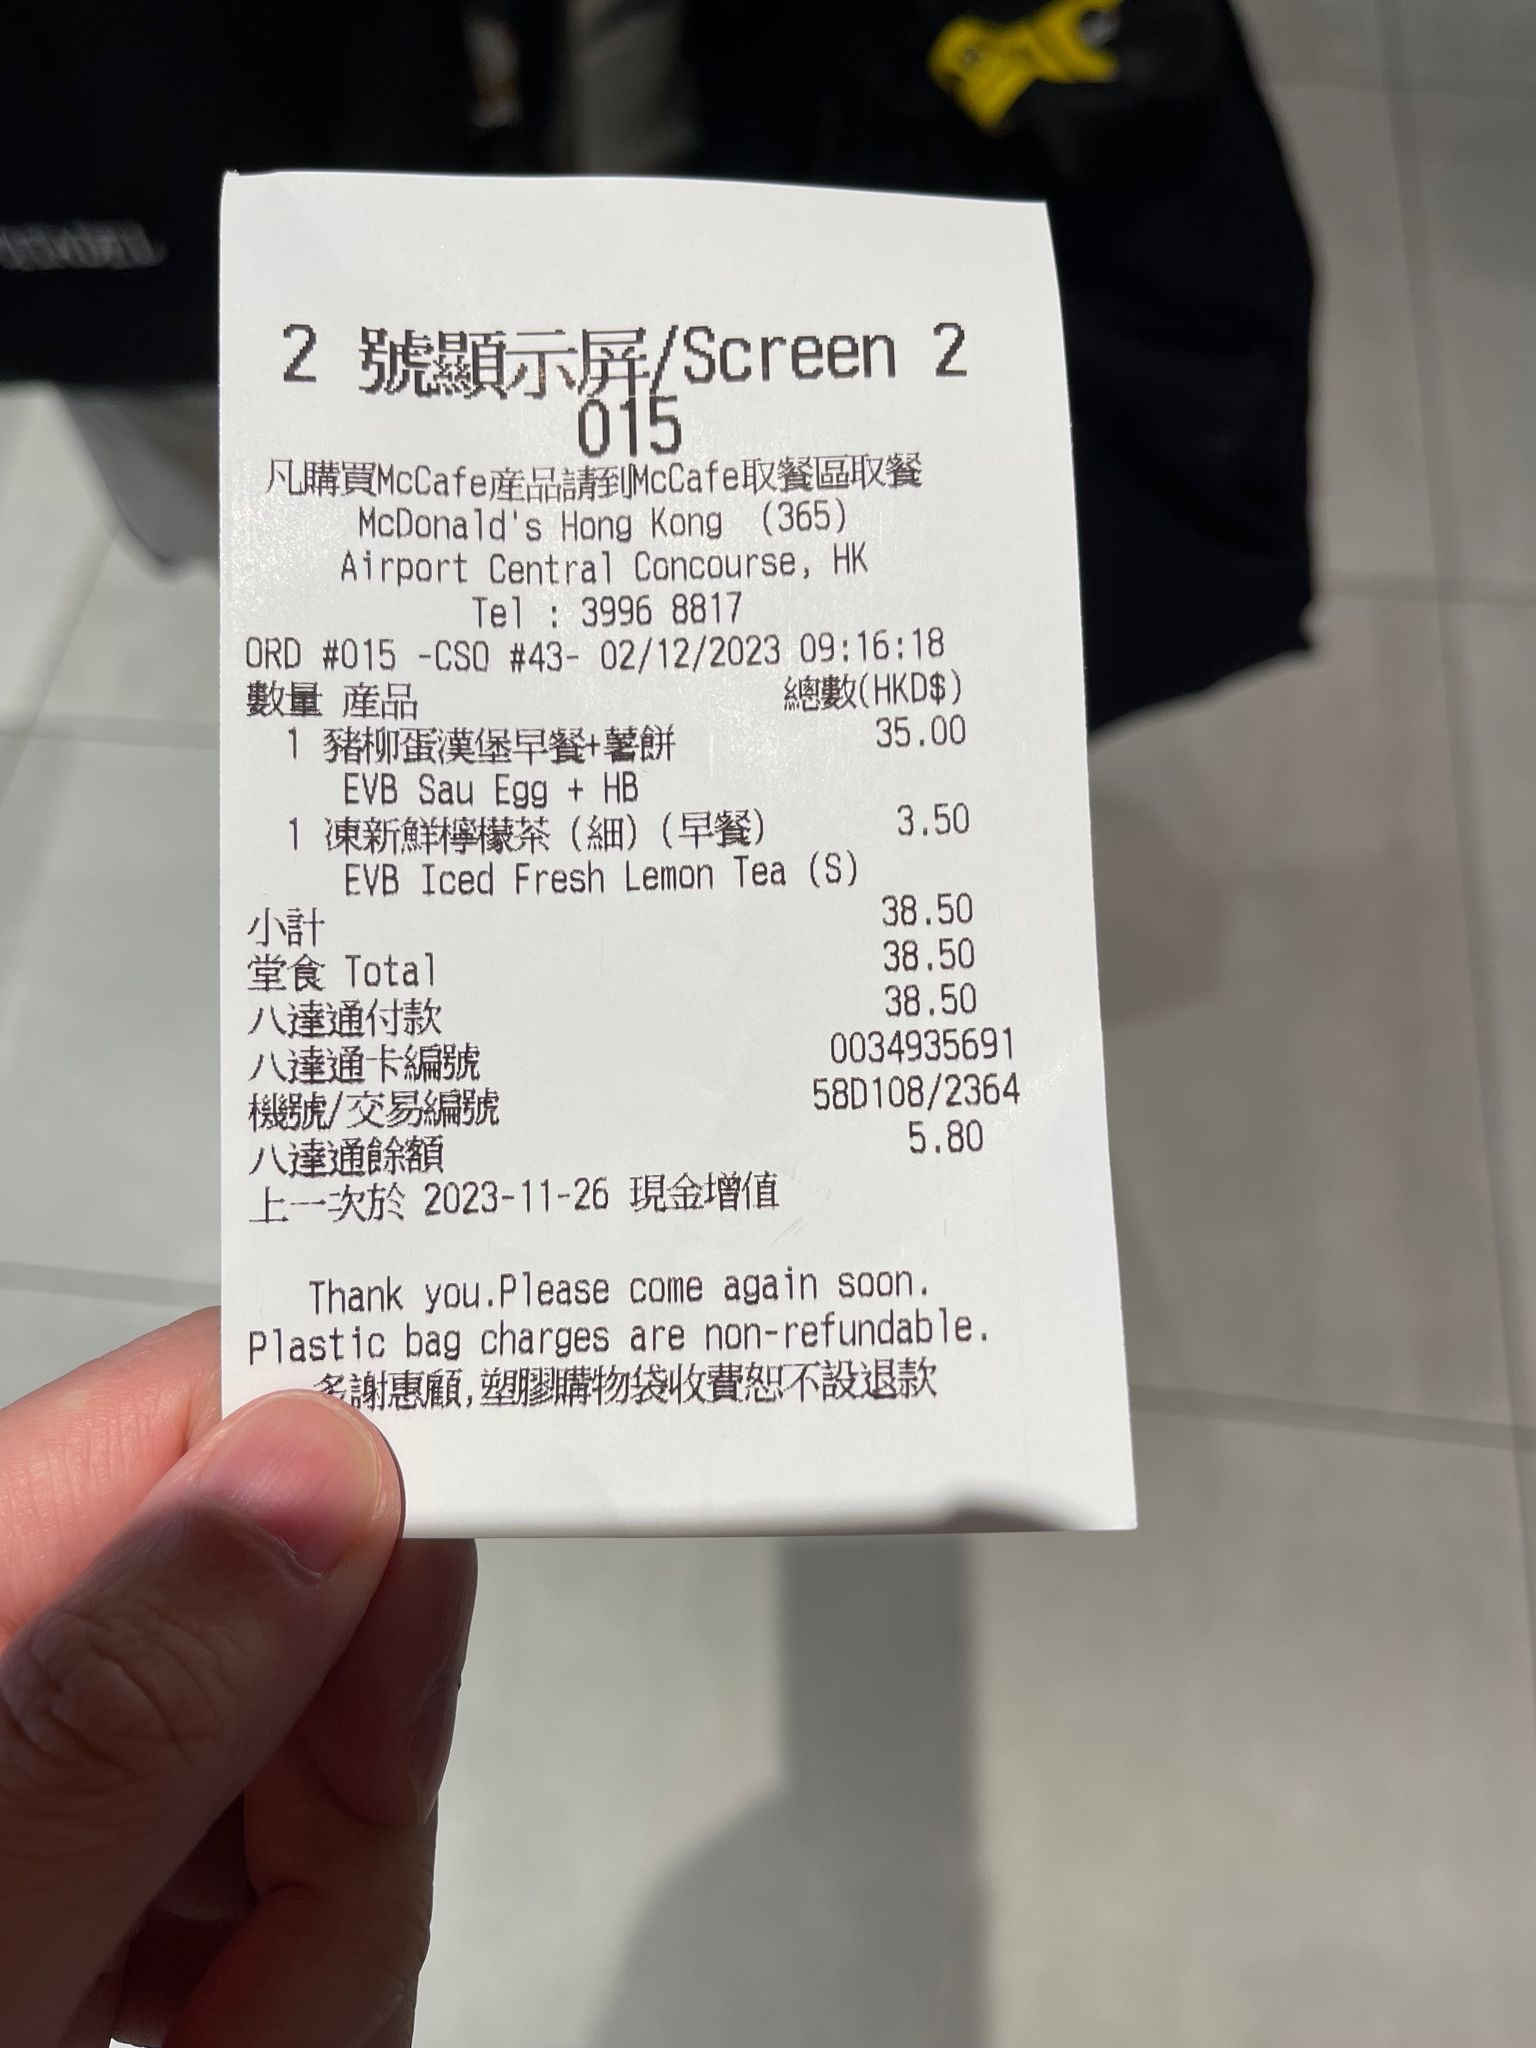 2 號顯示屏/Screen 2
015
凡購買McCafe產品請到McCafe取餐區取餐
McDonald's Hong Kong (365)
Airport Central Concourse, HK
Tel : 3996 8817
ORD #015 -CSO #43- 02/12/2023 09:16:18
數量 產品 總數(HKD$)
1 豬柳蛋漢堡早餐+薯餅 35.00
EVB Sau Egg + HB
1 凍新鮮檸檬茶 (細) (早餐) 3.50
EVB Iced Fresh Lemon Tea (S)
小計 38.50
堂食 Total 38.50
八達通付款 38.50
八達通卡編號 0034935691
機號/交易編號 58D108/2364
八達通餘額 5.80
上一次於 2023-11-26 現金增值
Thank you.Please come again soon.
Plastic bag charges are non-refundable.
多謝惠顧,塑膠購物袋收費恕不設退款